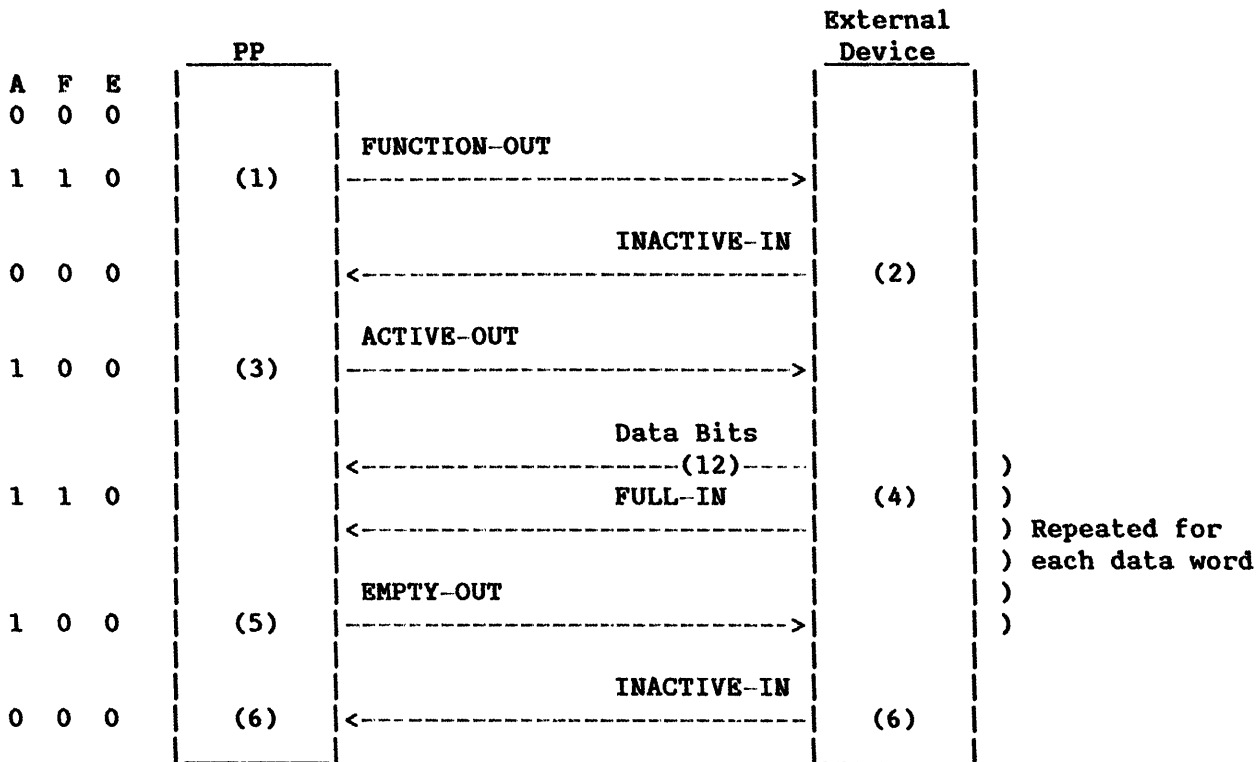 External
PP Device
A F E
0 0 0
FUNCTION-OUT
1 1 0 (1) ---------->
INACTIVE-IN
0 0 0 <---------- (2)
ACTIVE-OUT
1 0 0 (3) ---------->
Data Bits
<----------(12)---- )
1 1 0 FULL-IN (4) )
<---------- ) Repeated for
) each data word
EMPTY-OUT )
1 0 0 (5) ----------> )
INACTIVE-IN
0 0 0 (6) <---------- (6)